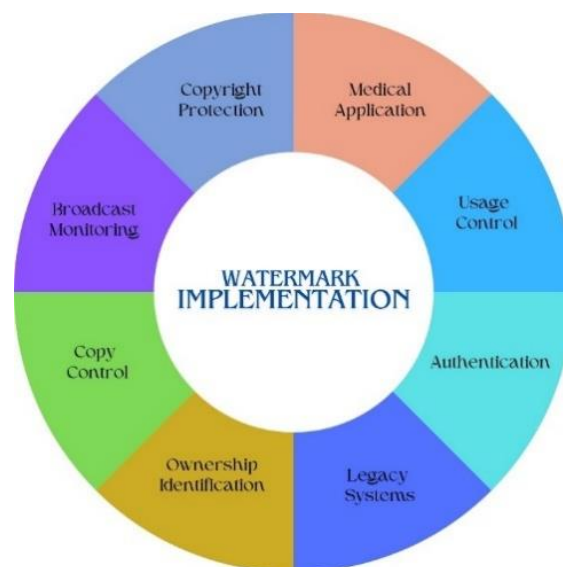 Copyright
Protection
Medical
Application
Usage
Control
Authentication
Legacy
Systems
Ownership
Identification
Copy
Control
Broadcast
Monitoring
WATERMARK
IMPLEMENTATION